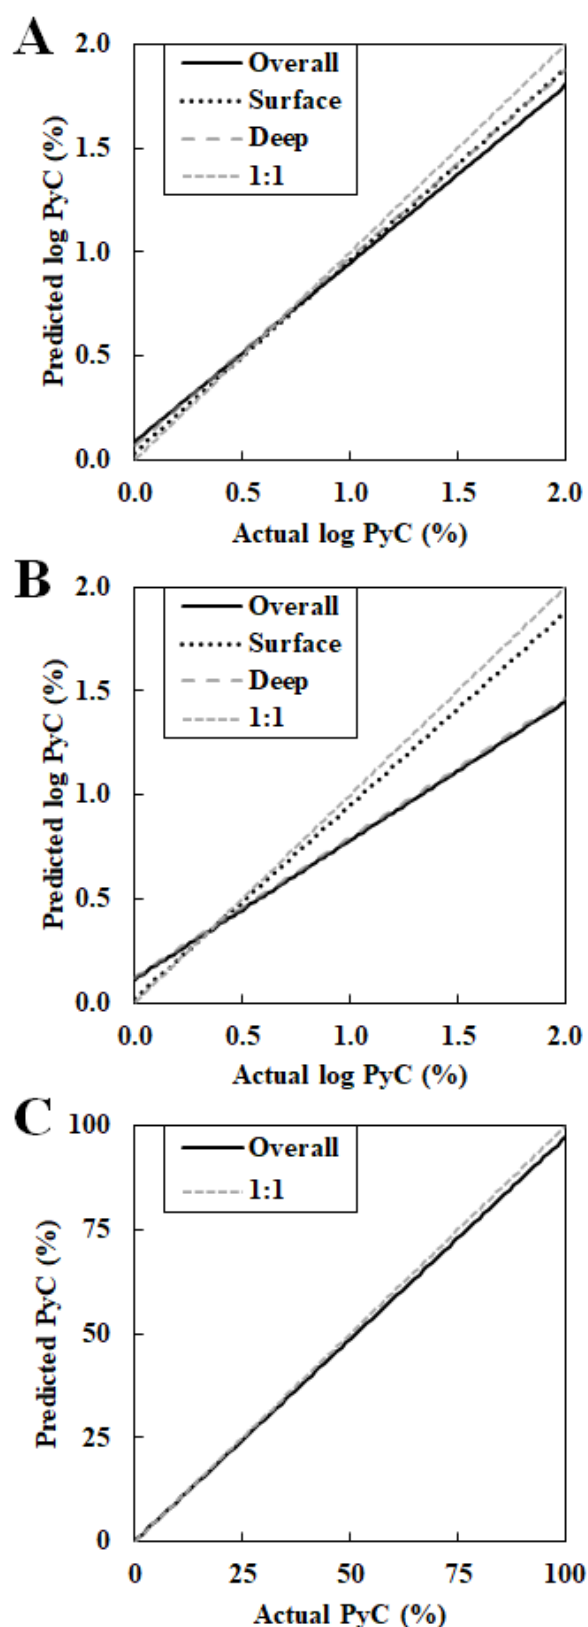 A
2.0
Overall
Surface
Deep
1:1
1.5
1.0
0.5
0.0
Predicted log PyC (%)
0.0 0.5 1.0 1.5 2.0
Actual log PyC (%)
B
2.0
Overall
Surface
Deep
1:1
1.5
1.0
0.5
0.0
Predicted log PyC (%)
0.0 0.5 1.0 1.5 2.0
Actual log PyC (%)
C
100
Overall
1:1
75
50
25
0
Predicted PyC (%)
0 25 50 75 100
Actual PyC (%)